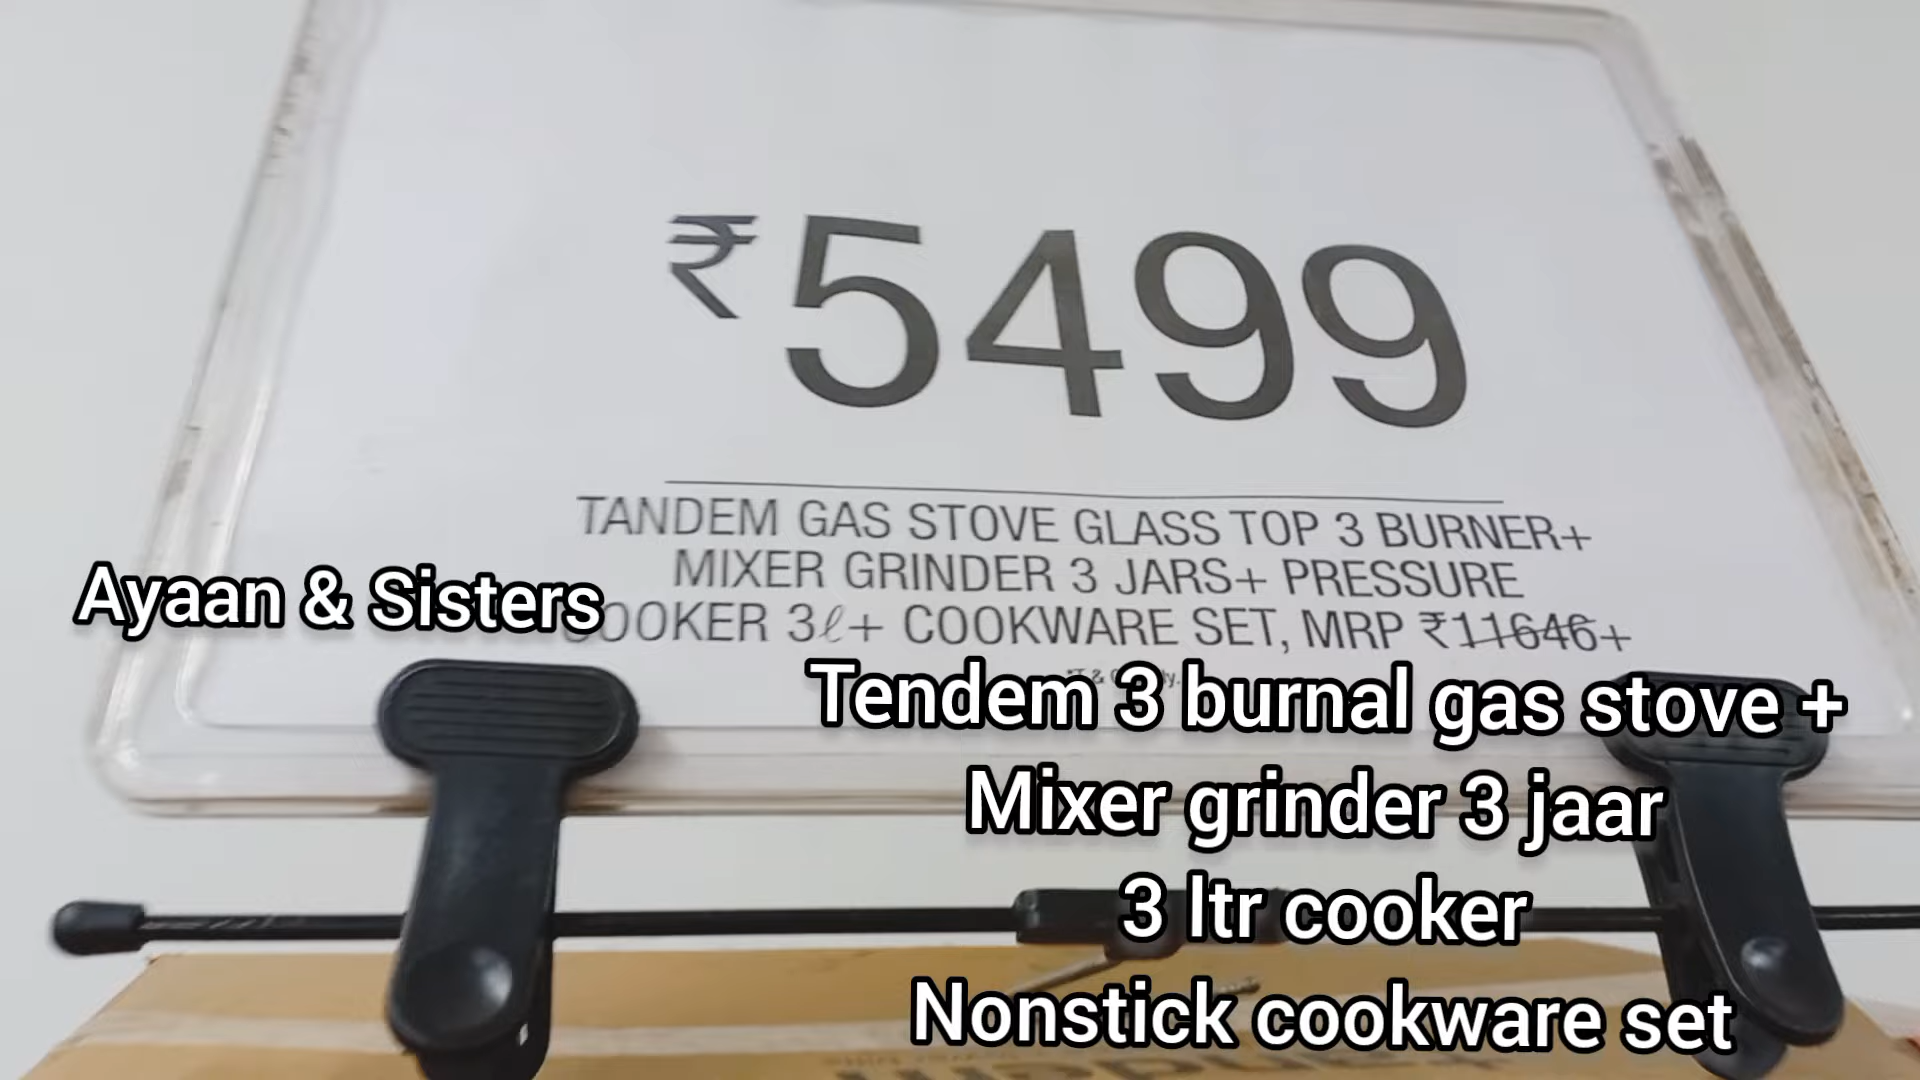 ₹5499
TANDEM GAS STOVE GLASS TOP 3 BURNER+
MIXER GRINDER 3 JARS+ PRESSURE
COOKER 3ℓ+ COOKWARE SET, MRP ₹11646+
Ayaan & Sisters
Tendem 3 burnal gas stove +
Mixer grinder 3 jaar
3 ltr cooker
Nonstick cookware set